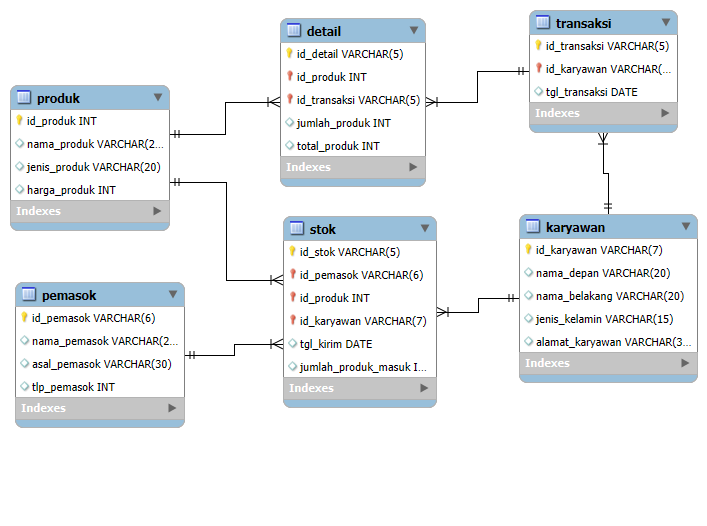 produk
id_produk INT
nama_produk VARCHAR(2...
jenis_produk VARCHAR(20)
harga_produk INT
Indexes
pemasok
id_pemasok VARCHAR(6)
nama_pemasok VARCHAR(2...
asal_pemasok VARCHAR(30)
tlp_pemasok INT
Indexes
detail
id_detail VARCHAR(5)
id_produk INT
id_transaksi VARCHAR(5)
jumlah_produk INT
total_produk INT
Indexes
stok
id_stok VARCHAR(5)
id_pemasok VARCHAR(6)
id_produk INT
id_karyawan VARCHAR(7)
tgl_kirim DATE
jumlah_produk_masuk I...
Indexes
transaksi
id_transaksi VARCHAR(5)
id_karyawan VARCHAR(...
tgl_transaksi DATE
Indexes
karyawan
id_karyawan VARCHAR(7)
nama_depan VARCHAR(20)
nama_belakang VARCHAR(20)
jenis_kelamin VARCHAR(15)
alamat_karyawan VARCHAR(3...
Indexes